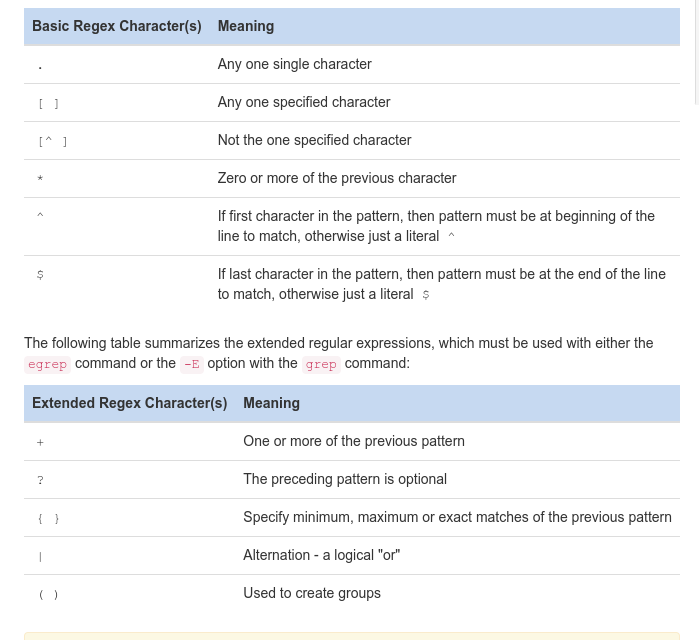 Basic Regex Character(s) Meaning
. Any one single character
[ ] Any one specified character
[^ ] Not the one specified character
* Zero or more of the previous character
^ If first character in the pattern, then pattern must be at beginning of the
line to match, otherwise just a literal ^
$ If last character in the pattern, then pattern must be at the end of the line
to match, otherwise just a literal $
The following table summarizes the extended regular expressions, which must be used with either the
egrep command or the -E option with the grep command:
Extended Regex Character(s) Meaning
+ One or more of the previous pattern
? The preceding pattern is optional
{ } Specify minimum, maximum or exact matches of the previous pattern
| Alternation - a logical "or"
( ) Used to create groups